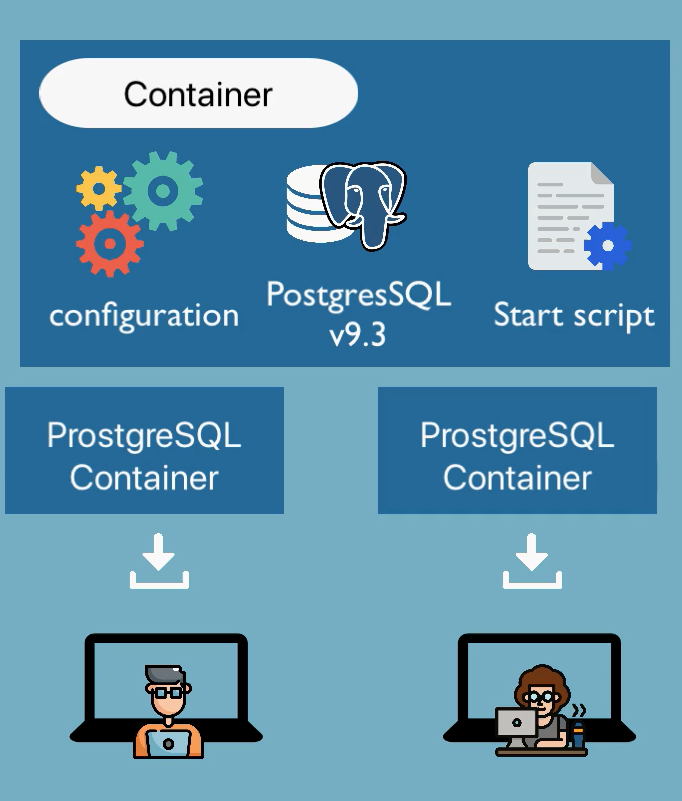 Container
configuration
PostgresSQL
v9.3
Start script
ProstgreSQL
Container
ProstgreSQL
Container